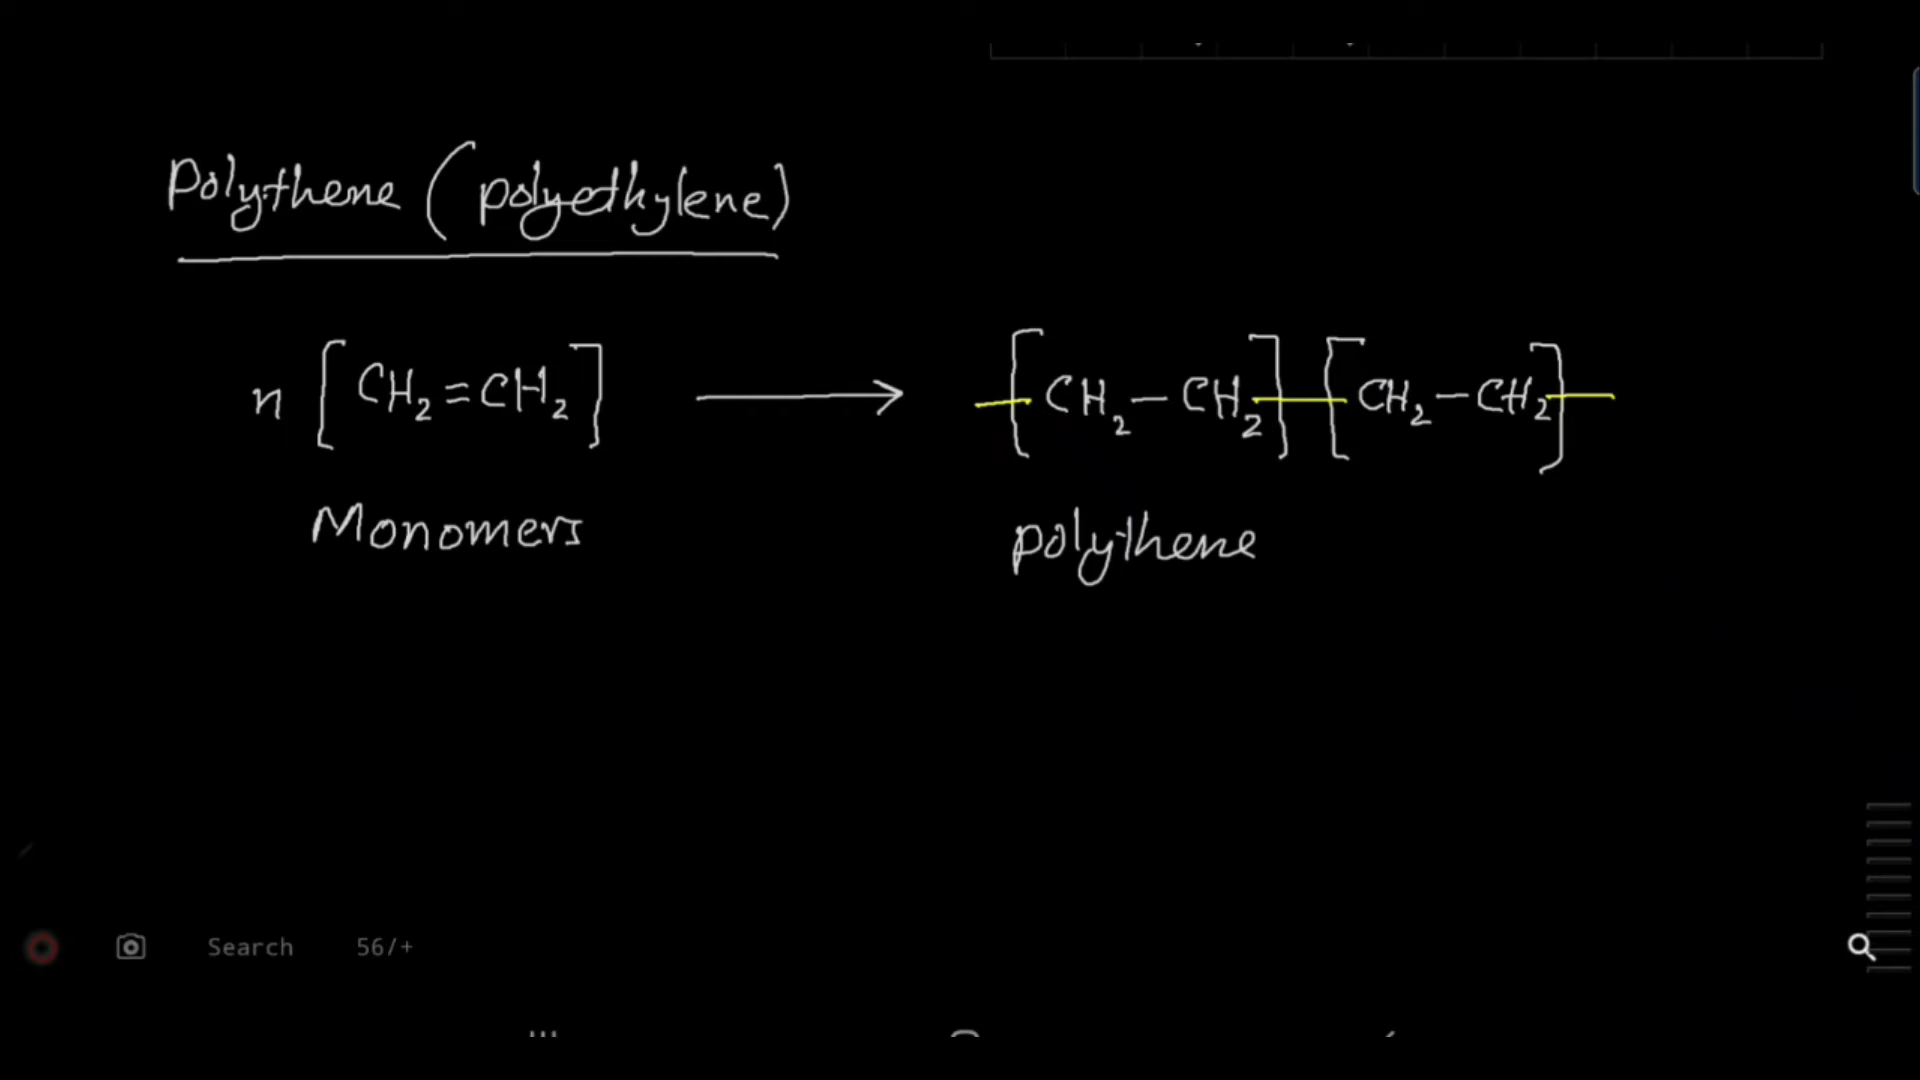 Polythene (polyethylene)
n [CH₂=CH₂] ⟶ -[CH₂-CH₂]-[CH₂-CH₂]-
Monomers polythene
Search 56/+